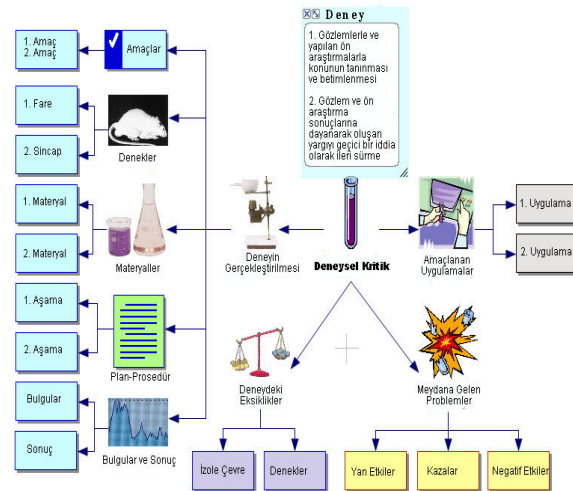 Deney
1. Gözlemlerle ve
yapılan ön
araştırmalarla
konunun tanınması
ve betimlenmesi
2. Gözlem ve ön
araştırma
sonuçlarına
dayanarak oluşan
yargıyı geçici bir iddia
olarak ileri sürme
1. Amaç
2. Amaç
Amaçlar
1. Fare
2. Sincap
Denekler
1. Materyal
2. Materyal
Materyaller
Deneyin
Gerçekleştirilmesi
Deneysel Kritik
Amaçlanan
Uygulamalar
1. Uygulama
2. Uygulama
1. Aşama
2. Aşama
Plan-Prosedür
Bulgular
Sonuç
Bulgular ve Sonuç
Deneydeki
Eksiklikler
İzole Çevre
Denekler
Meydana Gelen
Problemler
Yan Etkiler
Kazalar
Negatif Etkiler